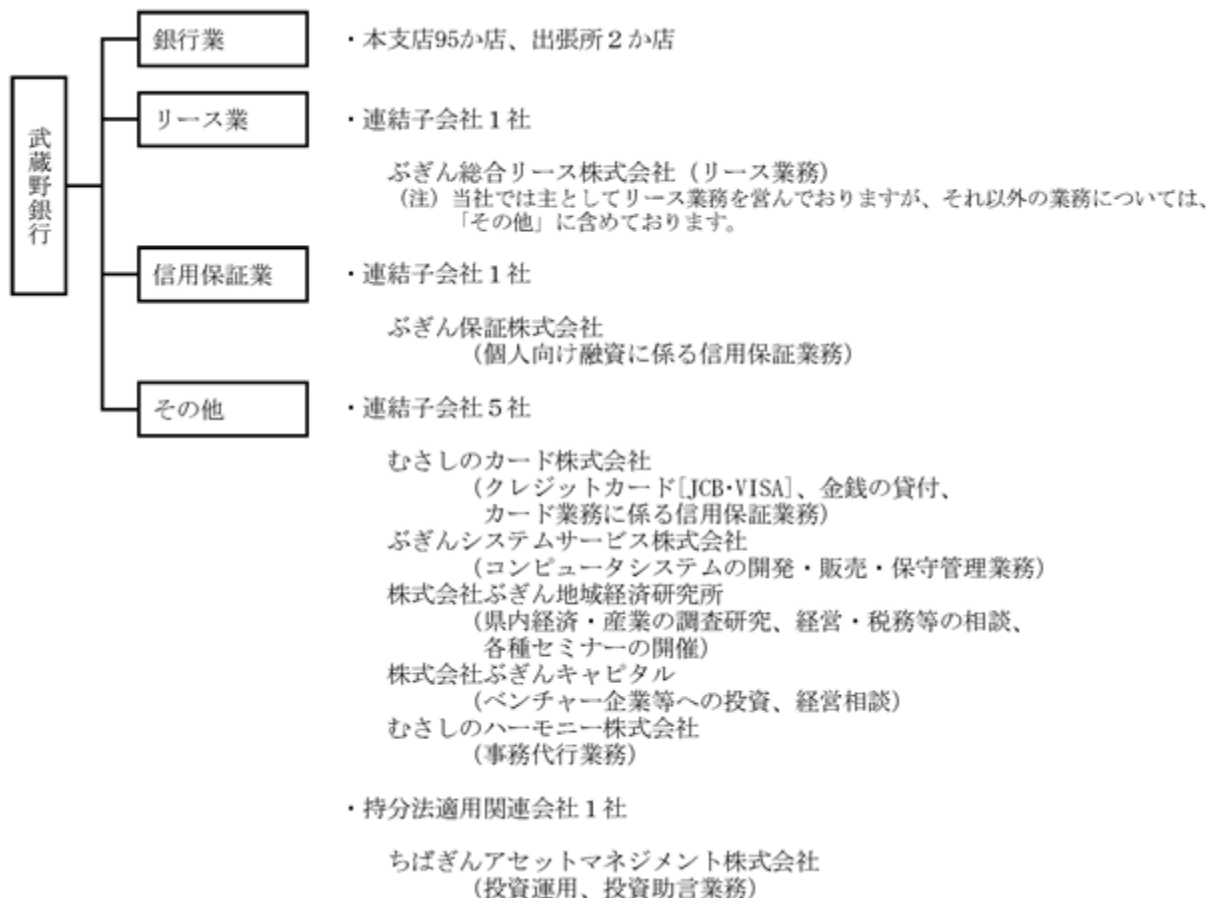 武蔵野銀行
銀行業
・本支店95か店、出張所２か店
リース業
・連結子会社１社
ぶぎん総合リース株式会社（リース業務）
（注）当社では主としてリース業務を営んでおりますが、それ以外の業務については、
「その他」に含めております。
信用保証業
・連結子会社１社
ぶぎん保証株式会社
（個人向け融資に係る信用保証業務）
その他
・連結子会社５社
むさしのカード株式会社
（クレジットカード[JCB・VISA]、金銭の貸付、
カード業務に係る信用保証業務）
ぶぎんシステムサービス株式会社
（コンピュータシステムの開発・販売・保守管理業務）
株式会社ぶぎん地域経済研究所
（県内経済・産業の調査研究、経営・税務等の相談、
各種セミナーの開催）
株式会社ぶぎんキャピタル
（ベンチャー企業等への投資、経営相談）
むさしのハーモニー株式会社
（事務代行業務）
・持分法適用関連会社１社
ちばぎんアセットマネジメント株式会社
（投資運用、投資助言業務）